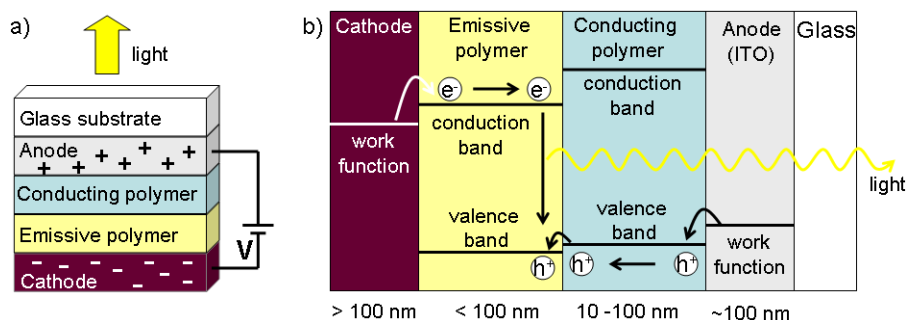 a)
light
Glass substrate
Anode
+ + + + + + + +
Conducting polymer
Emissive polymer
Cathode
V
b)
Cathode
Emissive polymer
Conducting polymer
Anode (ITO)
Glass
e⁻
e⁻
conduction band
conduction band
work function
light
valence band
valence band
work function
h⁺
h⁺
h⁺
> 100 nm
< 100 nm
10 -100 nm
~100 nm